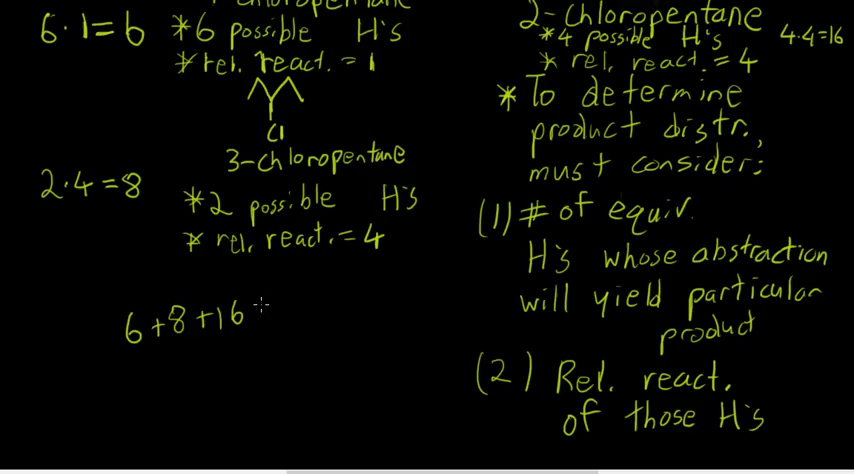 1-chloropentane
6·1=6 *6 possible H's
*rel. react. = 1
Cl
3-chloropentane
2·4=8 *2 possible H's
* rel. react. = 4
6+8+16
2-chloropentane
*4 possible H's 4·4=16
* rel. react. = 4
* To determine
product distr.,
must consider:
(1) # of equiv.
H's whose abstraction
will yield particular
product
(2) Rel. react.
of those H's